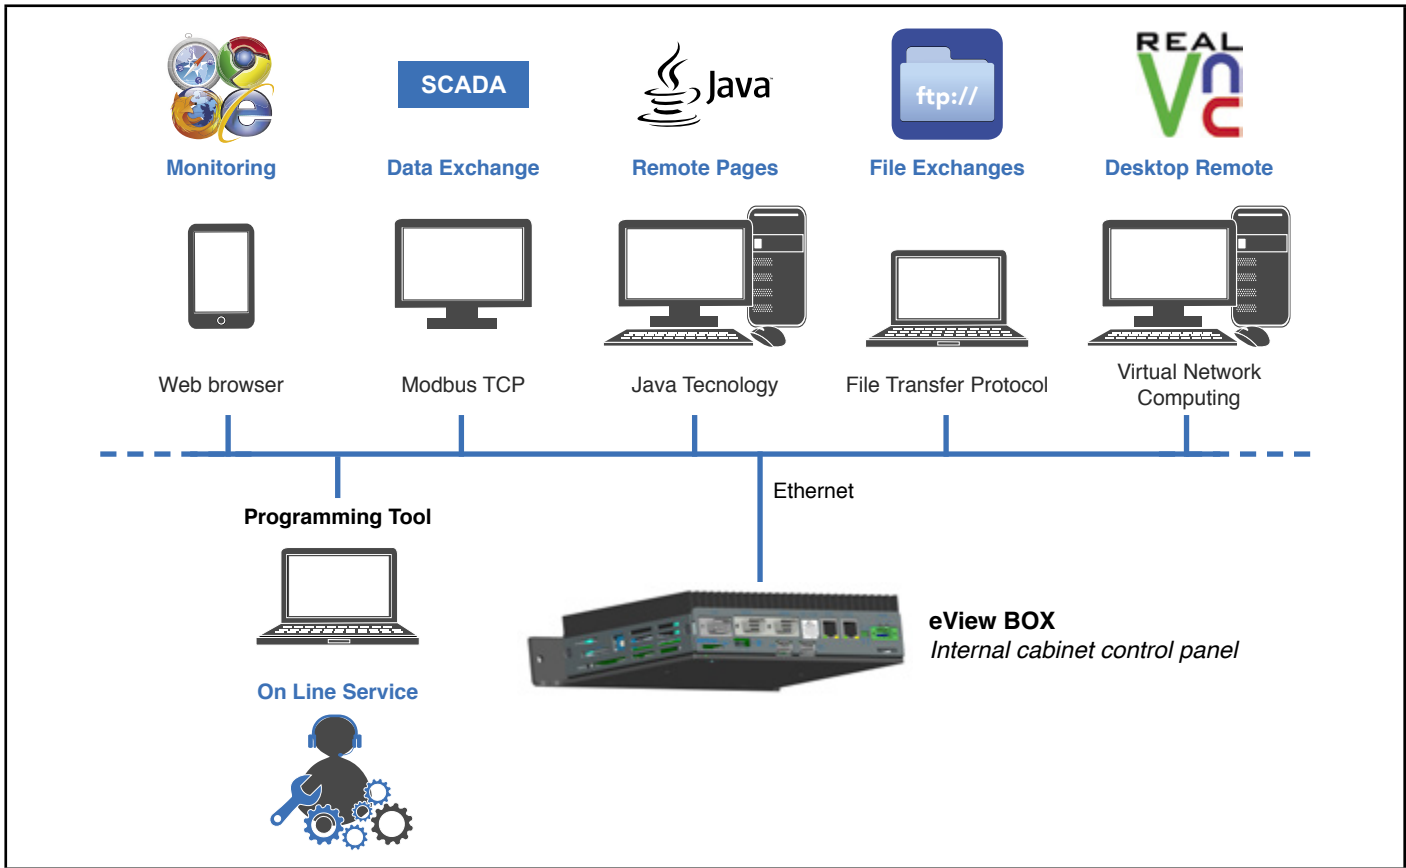 SCADA
Java
ftp://
REAL
Vnc
Monitoring
Data Exchange
Remote Pages
File Exchanges
Desktop Remote
Web browser
Modbus TCP
Java Tecnology
File Transfer Protocol
Virtual Network
Computing
Ethernet
Programming Tool
eView BOX
Internal cabinet control panel
On Line Service